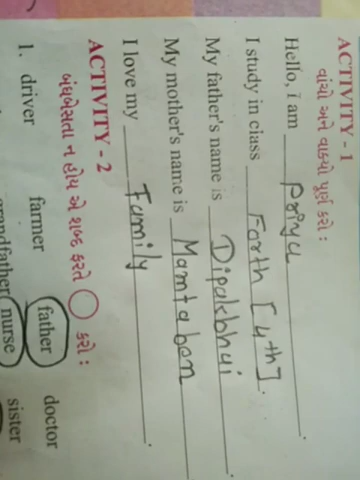 ACTIVITY - 1
વાંચો અને વાક્યો પૂર્ણ કરો :
Hello, I am Priya.
I study in class Forth [4th].
My father's name is Dipakbhai.
My mother's name is Mamtaben
I love my Family.
ACTIVITY - 2
બંધબેસતા ન હોય એ શબ્દ ફરતે ◯ કરો :
1. driver farmer father doctor
grandfather nurse sister